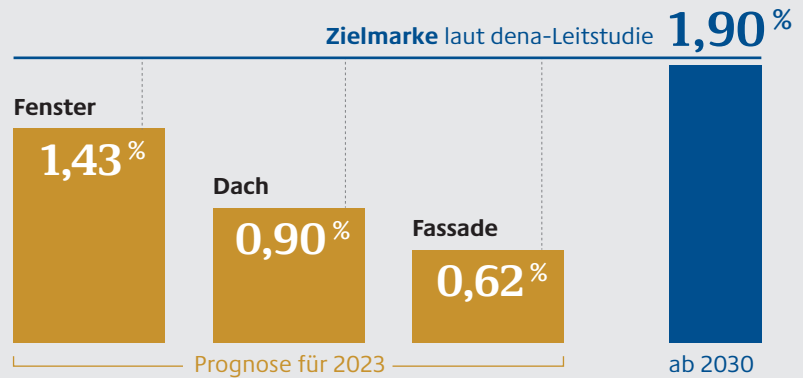 Zielmarke laut dena-Leitstudie 1,90 %
Fenster
1,43 %
Dach
0,90 %
Fassade
0,62 %
Prognose für 2023
ab 2030